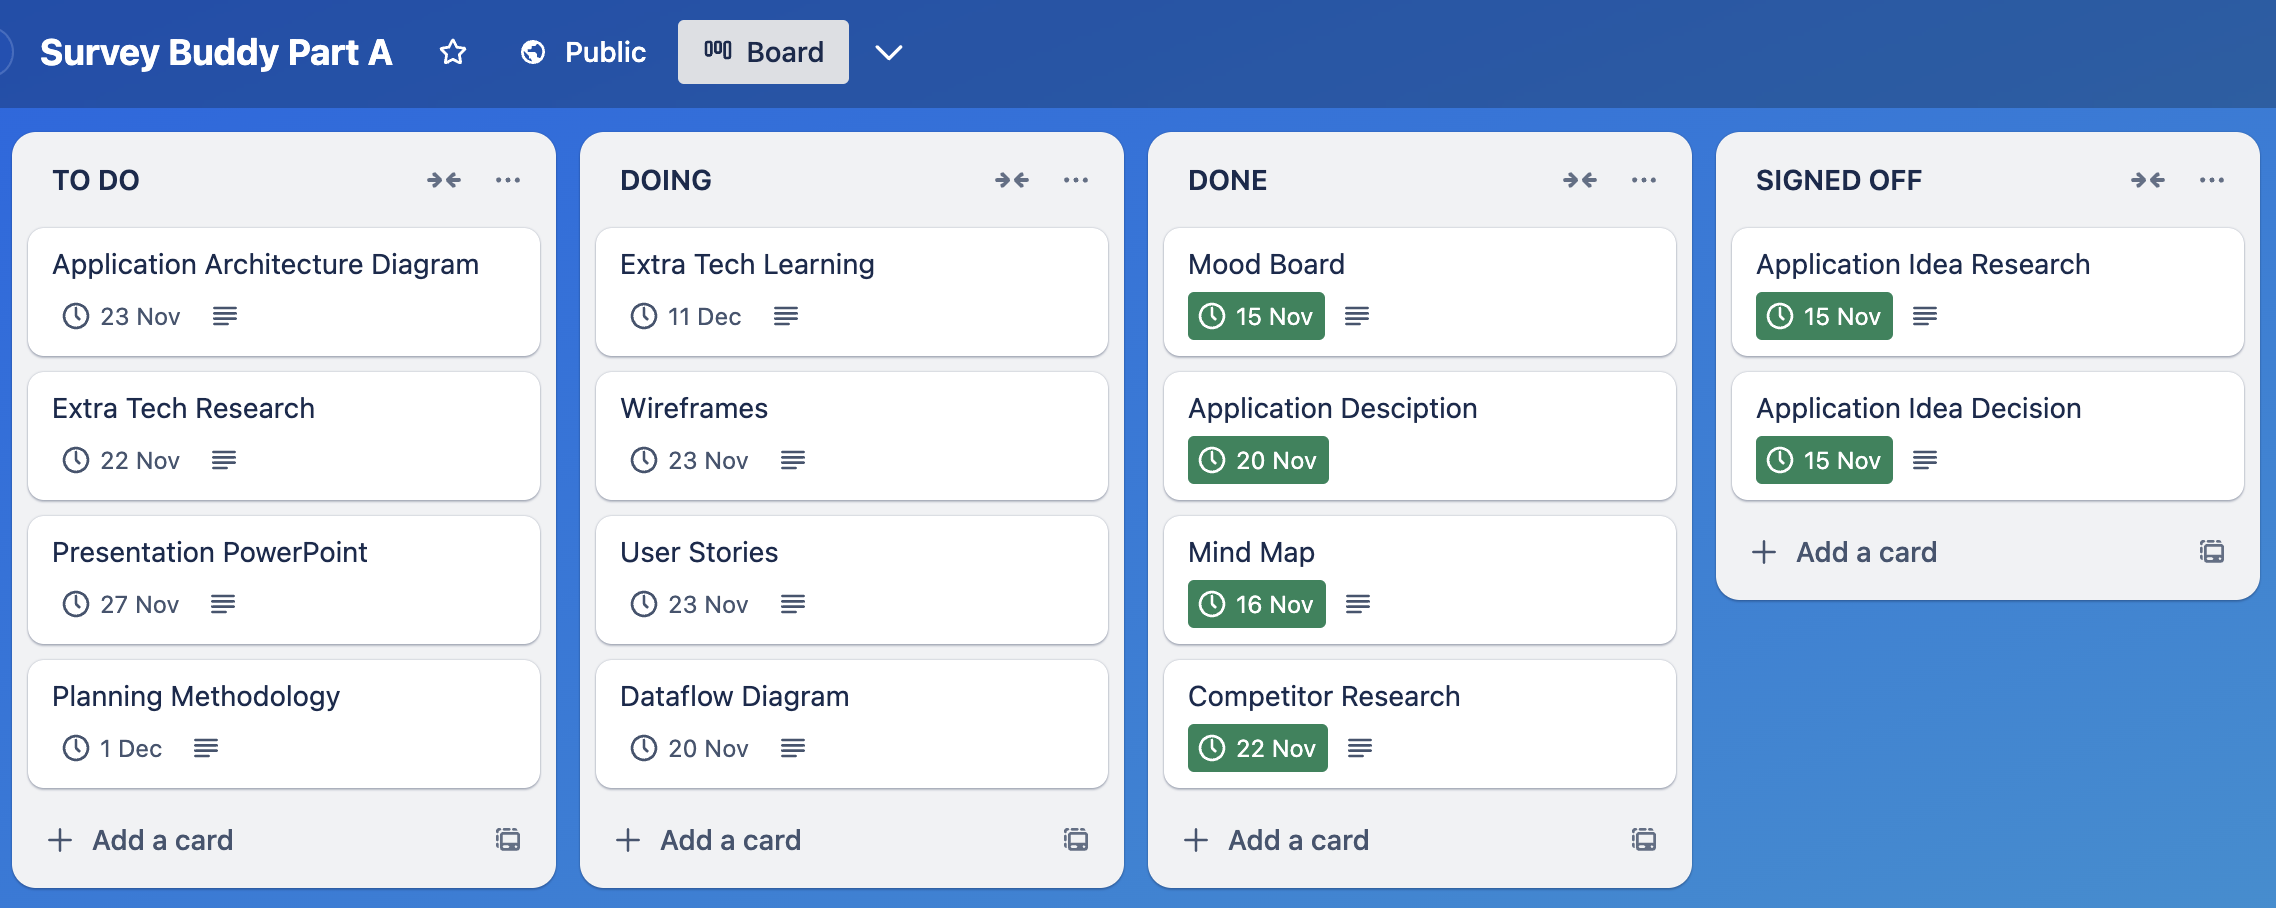 Survey Buddy Part A
Public
Board
TO DO
Application Architecture Diagram
23 Nov
Extra Tech Research
22 Nov
Presentation PowerPoint
27 Nov
Planning Methodology
1 Dec
Add a card
DOING
Extra Tech Learning
11 Dec
Wireframes
23 Nov
User Stories
23 Nov
Dataflow Diagram
20 Nov
Add a card
DONE
Mood Board
15 Nov
Application Desciption
20 Nov
Mind Map
16 Nov
Competitor Research
22 Nov
Add a card
SIGNED OFF
Application Idea Research
15 Nov
Application Idea Decision
15 Nov
Add a card